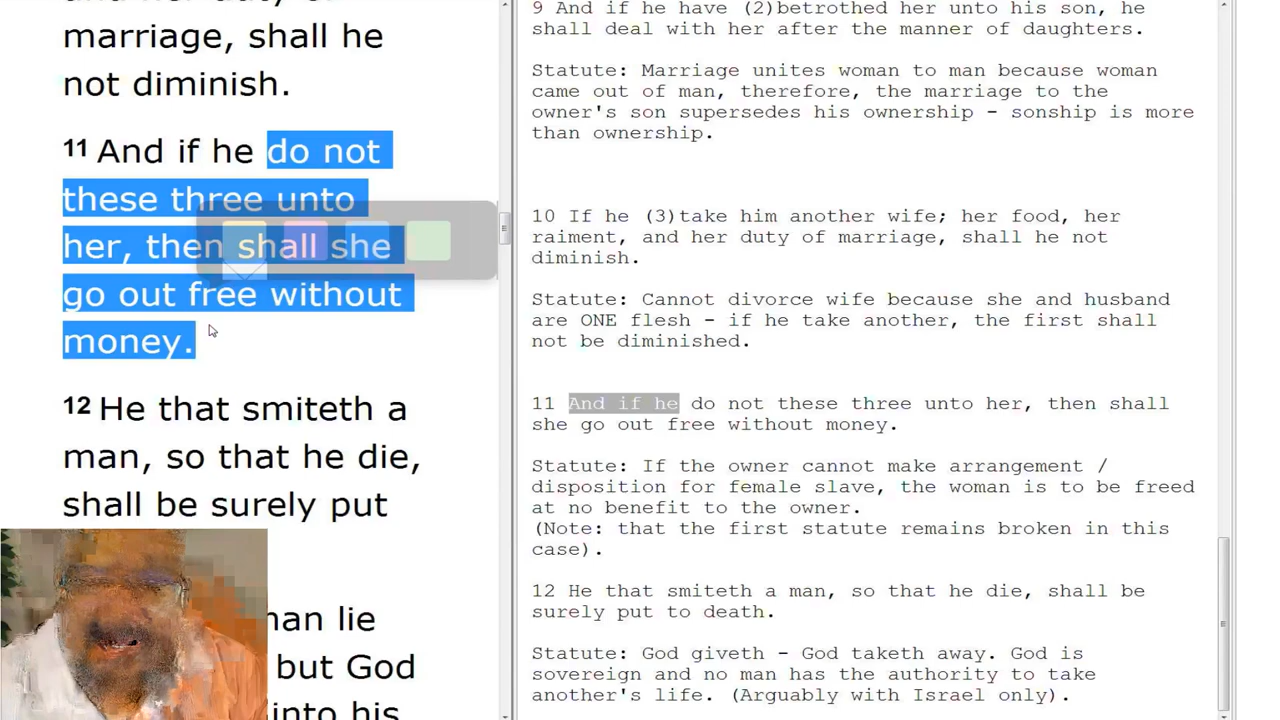 and her duty of
marriage, shall he
not diminish.
11 And if he do not
these three unto
her, then shall she
go out free without
money.
12 He that smiteth a
man, so that he die,
shall be surely put
man lie
but God
into his
9 And if he have (2)betrothed her unto his son, he
shall deal with her after the manner of daughters.
Statute: Marriage unites woman to man because woman
came out of man, therefore, the marriage to the
owner's son supersedes his ownership - sonship is more
than ownership.
10 If he (3)take him another wife; her food, her
raiment, and her duty of marriage, shall he not
diminish.
Statute: Cannot divorce wife because she and husband
are ONE flesh - if he take another, the first shall
not be diminished.
11 And if he do not these three unto her, then shall
she go out free without money.
Statute: If the owner cannot make arrangement /
disposition for female slave, the woman is to be freed
at no benefit to the owner.
(Note: that the first statute remains broken in this
case).
12 He that smiteth a man, so that he die, shall be
surely put to death.
Statute: God giveth - God taketh away. God is
sovereign and no man has the authority to take
another's life. (Arguably with Israel only).